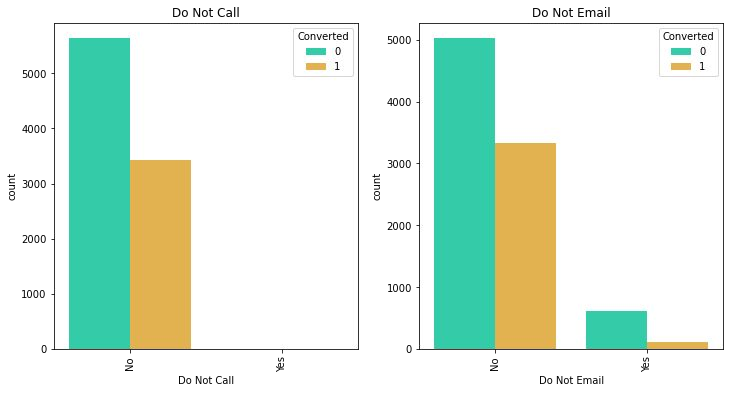 Do Not Call
Converted
0
1
5000
4000
3000
2000
1000
0
count
No
Yes
Do Not Call
Do Not Email
Converted
0
1
5000
4000
3000
2000
1000
0
count
No
Yes
Do Not Email